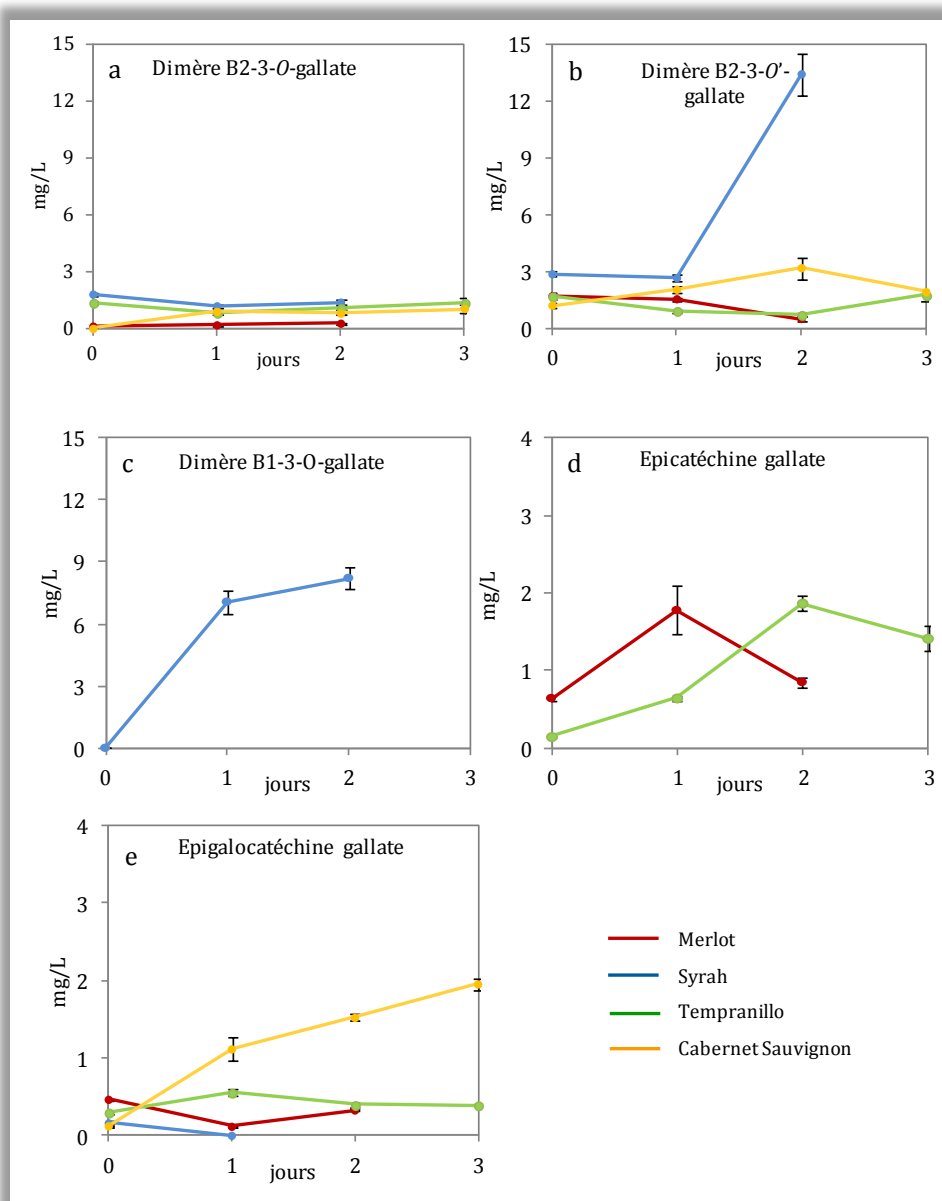 a Dimère B2-3-O-gallate
15
12
9
6
3
0
mg/L
0 1 2 3
jours
b Dimère B2-3-O'-
gallate
15
12
9
6
3
0
mg/L
0 1 2 3
jours
c Dimère B1-3-O-gallate
15
12
9
6
3
0
mg/L
0 1 2 3
jours
d Epicatéchine gallate
4
3
2
1
0
mg/L
0 1 2 3
jours
e Epigalocatéchine gallate
4
3
2
1
0
mg/L
0 1 2 3
jours
Merlot
Syrah
Tempranillo
Cabernet Sauvignon